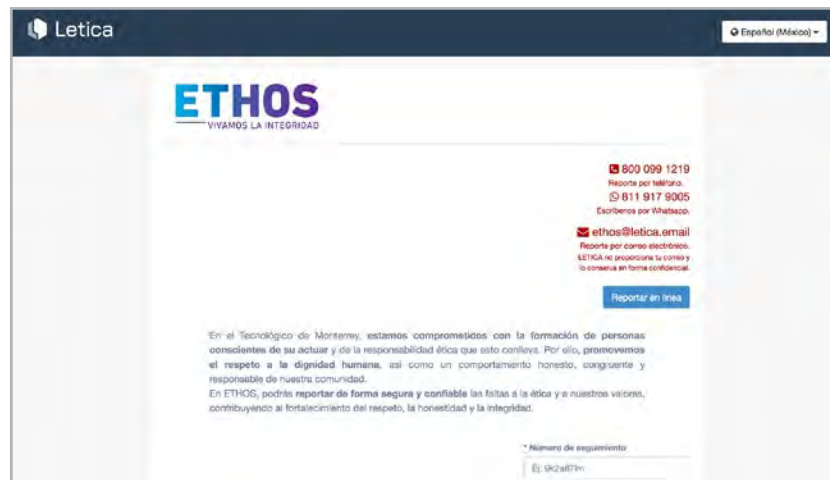 Letica
Español (México)
ETHOS
VIVAMOS LA INTEGRIDAD
800 099 1219
Reporte por teléfono.
811 917 9005
Escríbenos por Whatsapp.
ethos@letica.email
Reporte por correo electrónico.
LETICA no proporciona tu correo y
lo conserva en forma confidencial.
Reportar en línea
En el Tecnológico de Monterrey, estamos comprometidos con la formación de personas
conscientes de su actuar y de la responsabilidad ética que esto conlleva. Por ello, promovemos
el respeto a la dignidad humana, así como un comportamiento honesto, congruente y
responsable de nuestra comunidad.
En ETHOS, podrás reportar de forma segura y confiable las faltas a la ética y a nuestros valores,
contribuyendo al fortalecimiento del respeto, la honestidad y la integridad.
* Número de seguimiento
Ej: